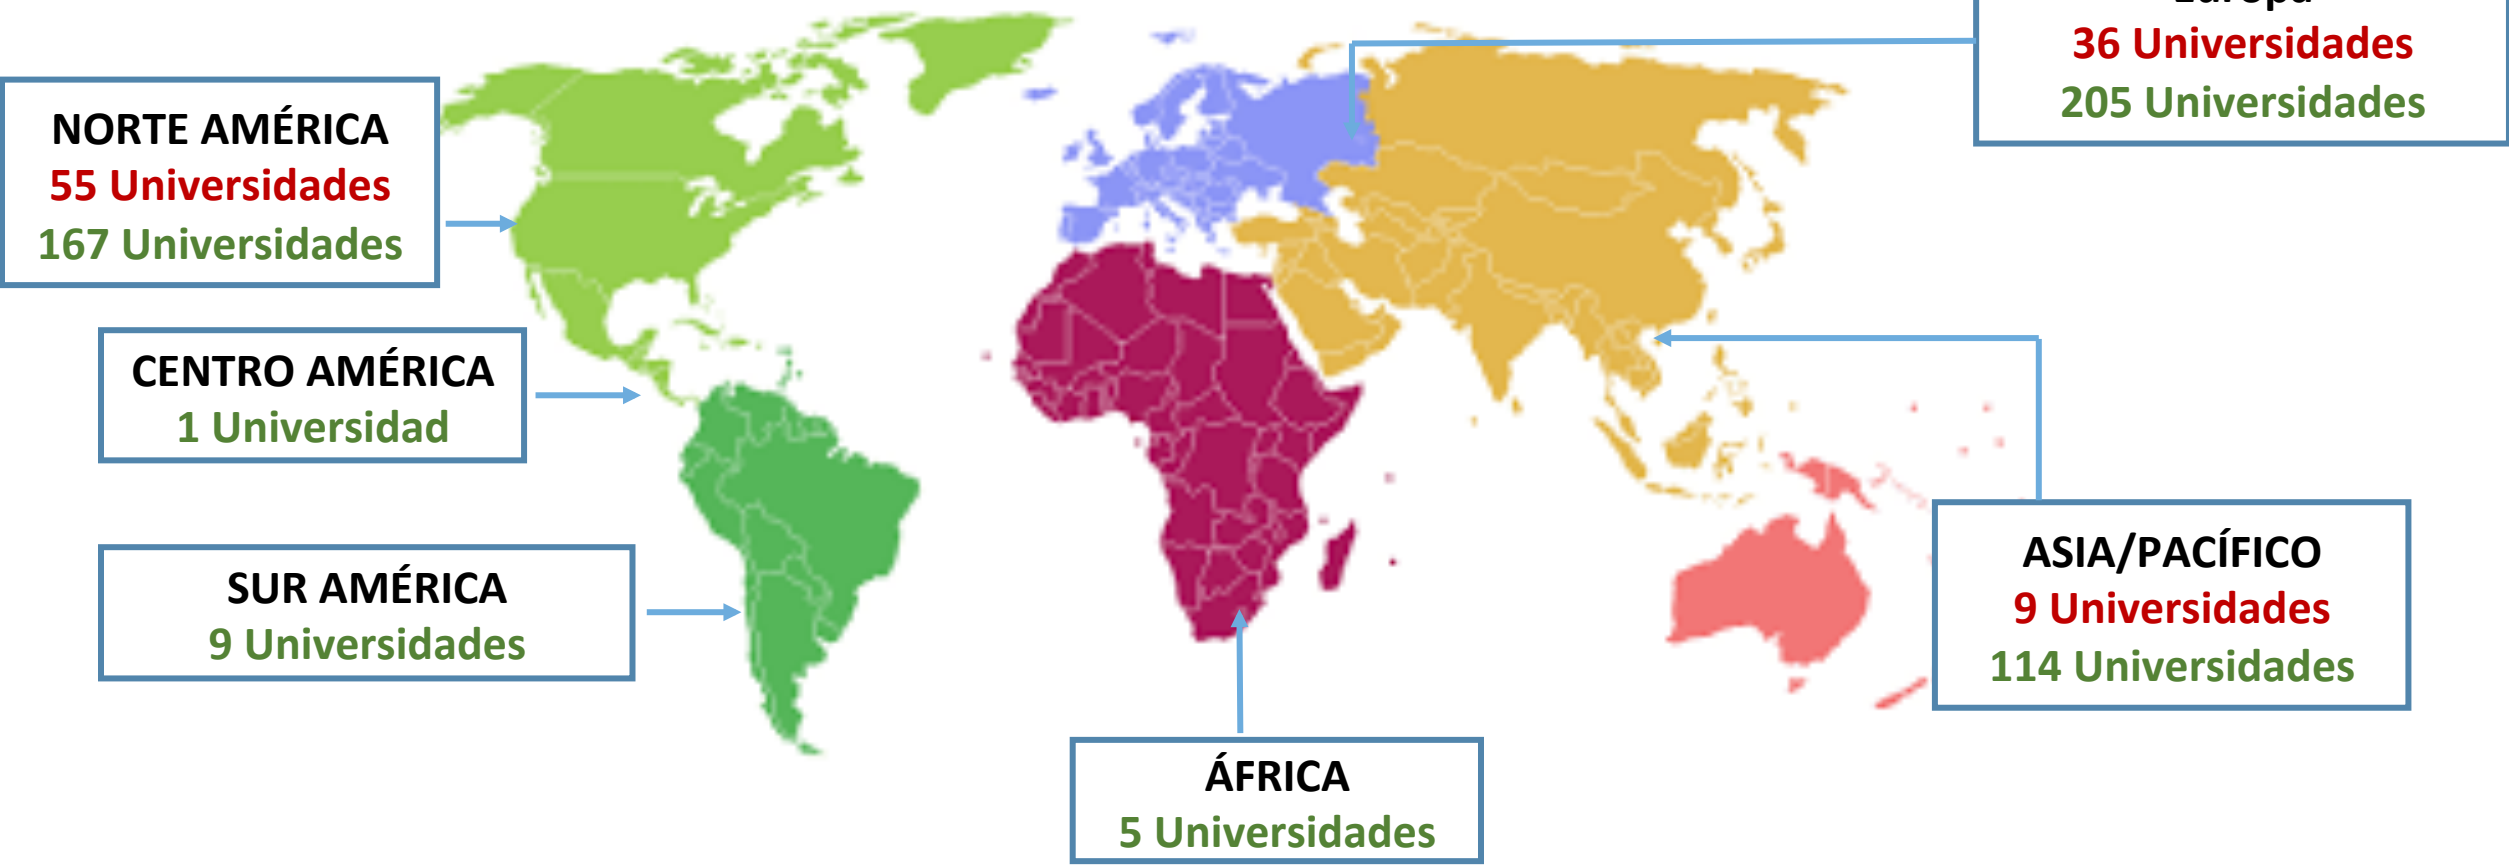 Europa
36 Universidades
205 Universidades
NORTE AMÉRICA
55 Universidades
167 Universidades
CENTRO AMÉRICA
1 Universidad
SUR AMÉRICA
9 Universidades
ASIA/PACÍFICO
9 Universidades
114 Universidades
ÁFRICA
5 Universidades